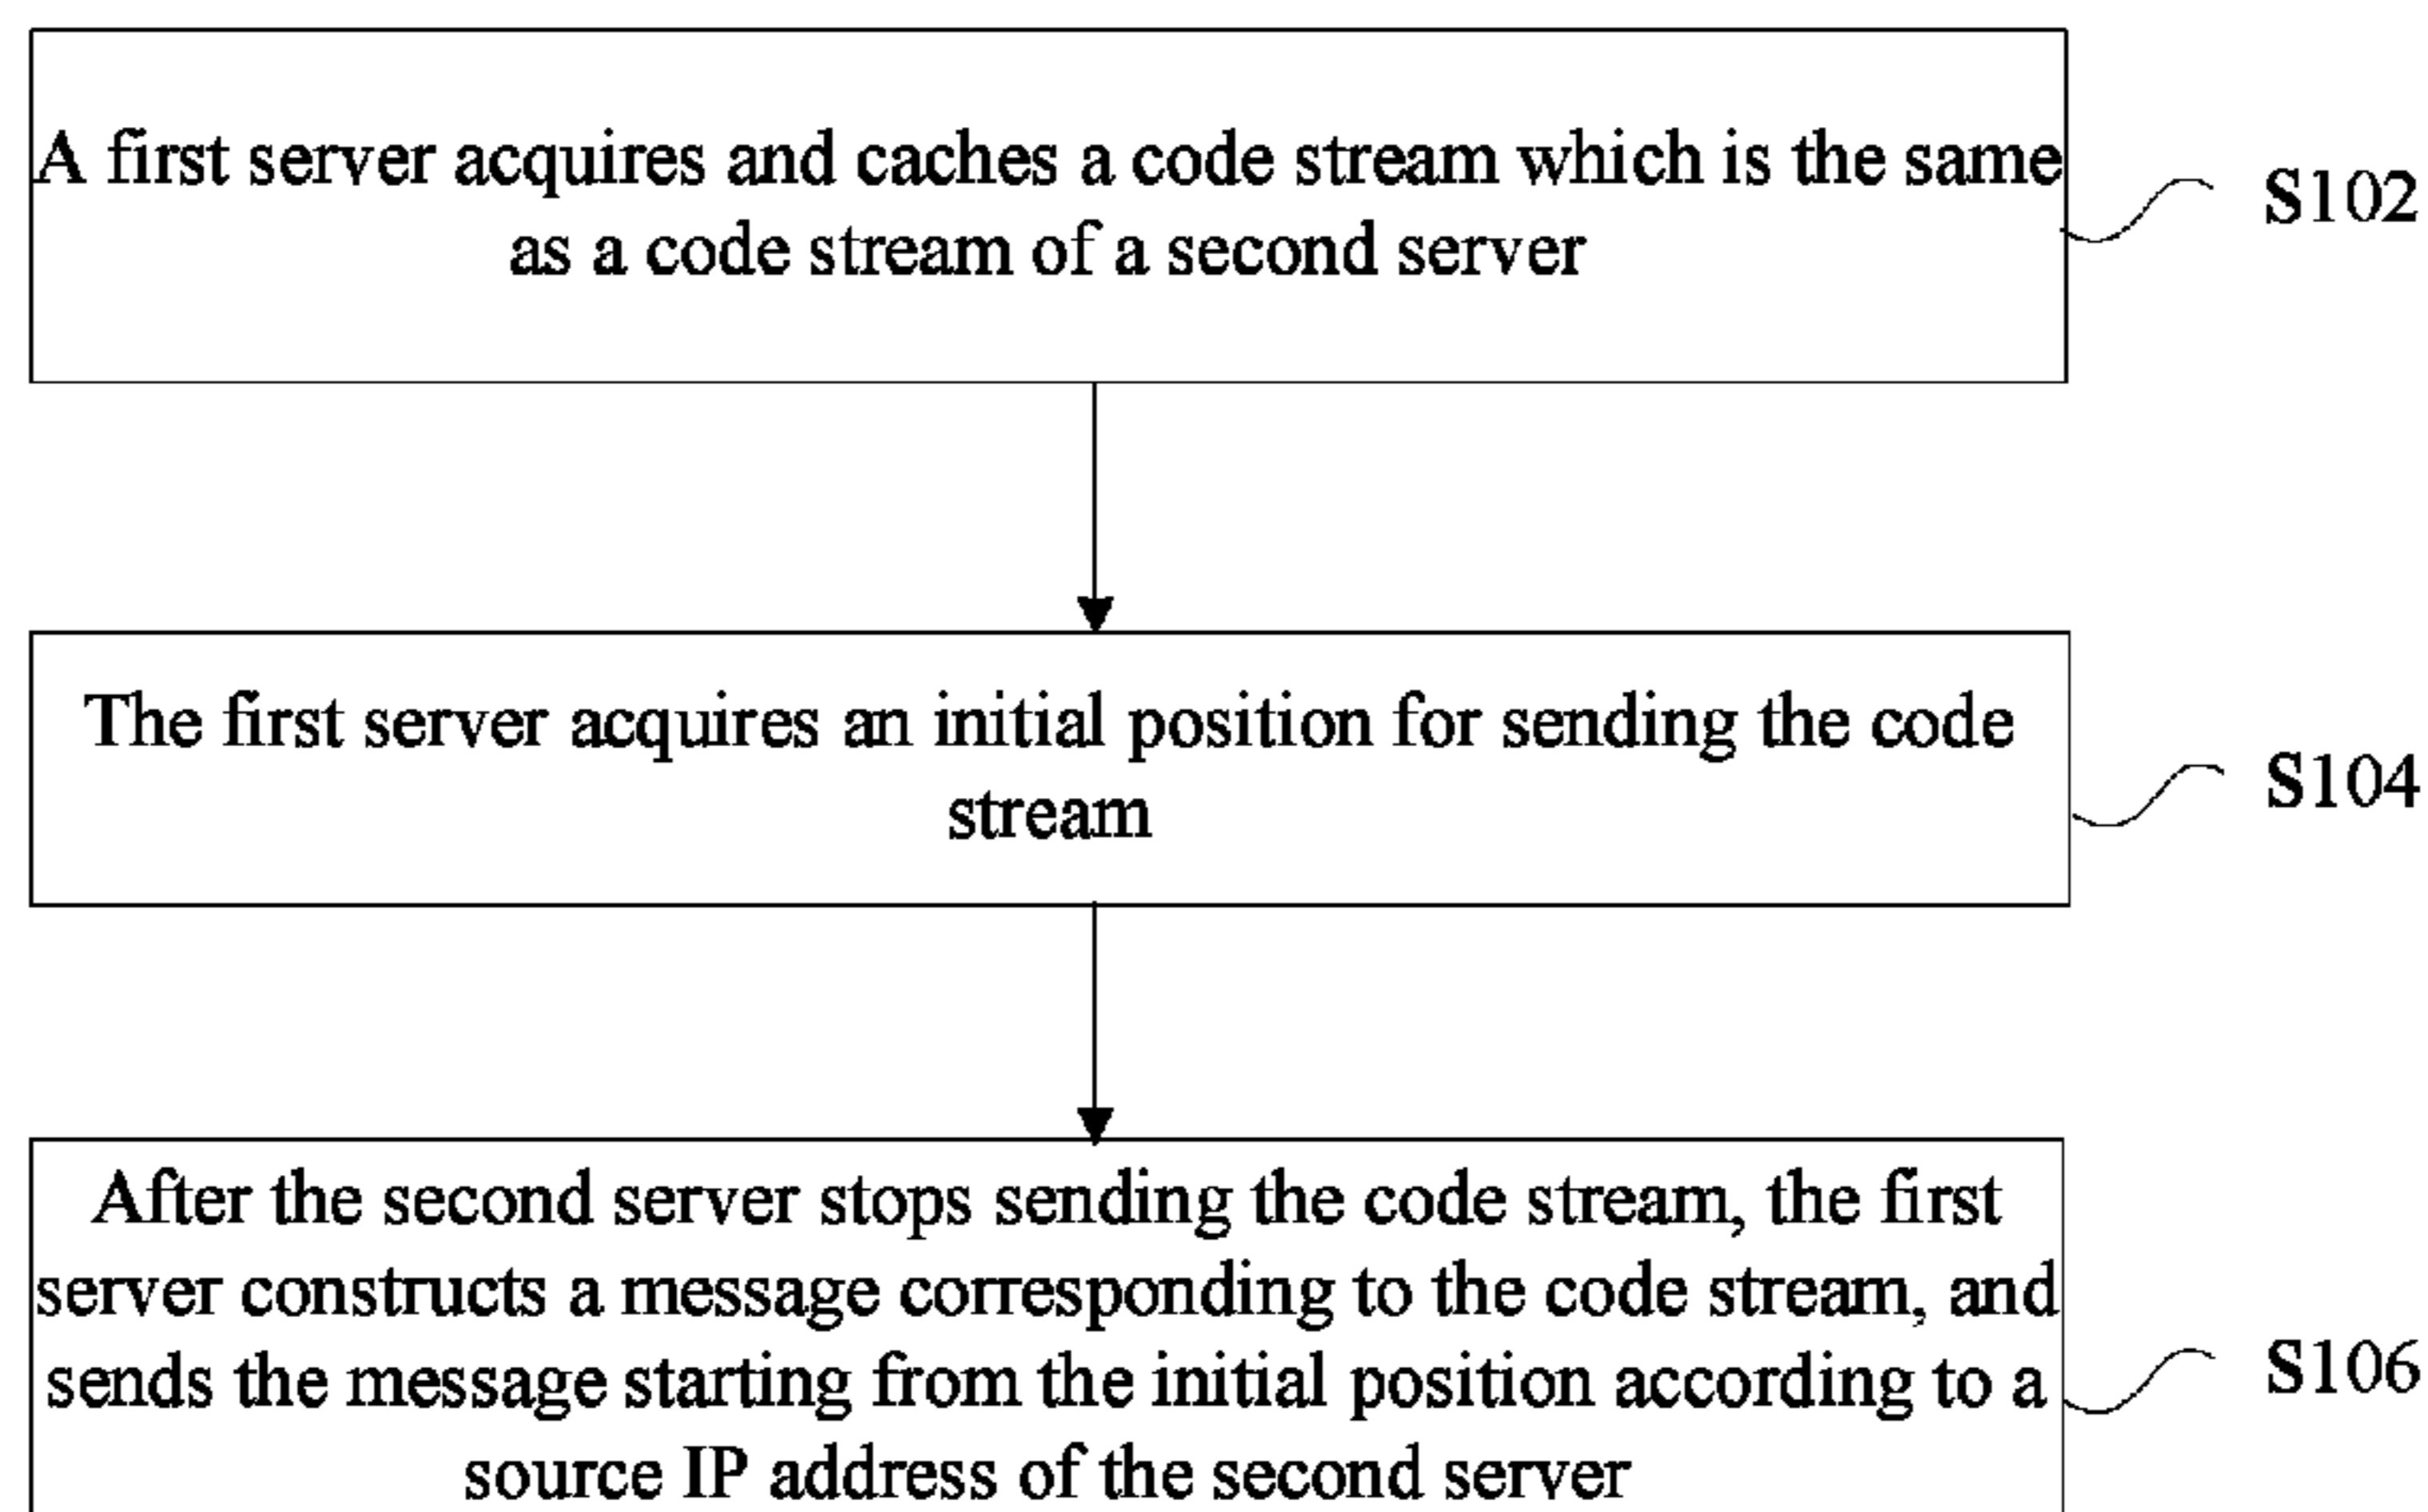 A first server acquires and caches a code stream which is the same
as a code stream of a second server
S102
The first server acquires an initial position for sending the code
stream
S104
After the second server stops sending the code stream, the first
server constructs a message corresponding to the code stream, and
sends the message starting from the initial position according to a
source IP address of the second server
S106